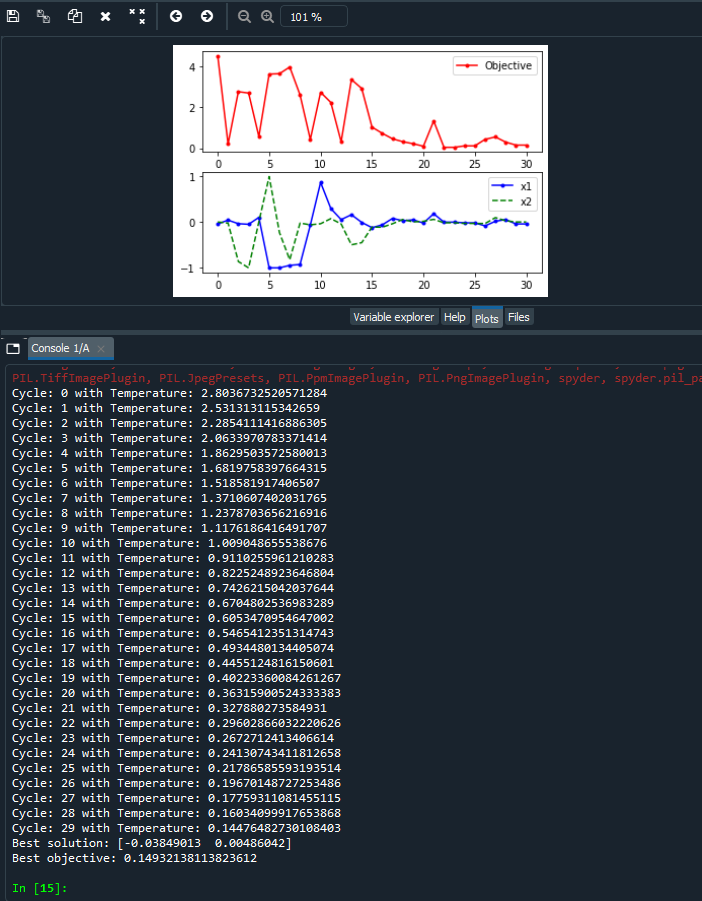 101 %
Objective
4
2
0
0 5 10 15 20 25 30
x1
x2
1
0
−1
0 5 10 15 20 25 30
Variable explorer Help Plots Files
Console 1/A
PIL.TiffImagePlugin, PIL.JpegPresets, PIL.PpmImagePlugin, PIL.PngImagePlugin, spyder, spyder.pil_pa
Cycle: 0 with Temperature: 2.8036732520571284
Cycle: 1 with Temperature: 2.531313115342659
Cycle: 2 with Temperature: 2.2854111416886305
Cycle: 3 with Temperature: 2.0633970783371414
Cycle: 4 with Temperature: 1.8629503572580013
Cycle: 5 with Temperature: 1.6819758397664315
Cycle: 6 with Temperature: 1.518581917406507
Cycle: 7 with Temperature: 1.3710607402031765
Cycle: 8 with Temperature: 1.2378703656216916
Cycle: 9 with Temperature: 1.1176186416491707
Cycle: 10 with Temperature: 1.009048655538676
Cycle: 11 with Temperature: 0.9110255961210283
Cycle: 12 with Temperature: 0.8225248923646804
Cycle: 13 with Temperature: 0.7426215042037644
Cycle: 14 with Temperature: 0.6704802536983289
Cycle: 15 with Temperature: 0.6053470954647002
Cycle: 16 with Temperature: 0.5465412351314743
Cycle: 17 with Temperature: 0.4934480134405074
Cycle: 18 with Temperature: 0.4455124816150601
Cycle: 19 with Temperature: 0.40223360084261267
Cycle: 20 with Temperature: 0.36315900524333383
Cycle: 21 with Temperature: 0.327880273584931
Cycle: 22 with Temperature: 0.29602866032220626
Cycle: 23 with Temperature: 0.2672712413406614
Cycle: 24 with Temperature: 0.24130743411812658
Cycle: 25 with Temperature: 0.21786585593193514
Cycle: 26 with Temperature: 0.19670148727253486
Cycle: 27 with Temperature: 0.17759311081455115
Cycle: 28 with Temperature: 0.16034099917653868
Cycle: 29 with Temperature: 0.14476482730108403
Best solution: [-0.03849013  0.00486042]
Best objective: 0.14932138113823612
In [15]: